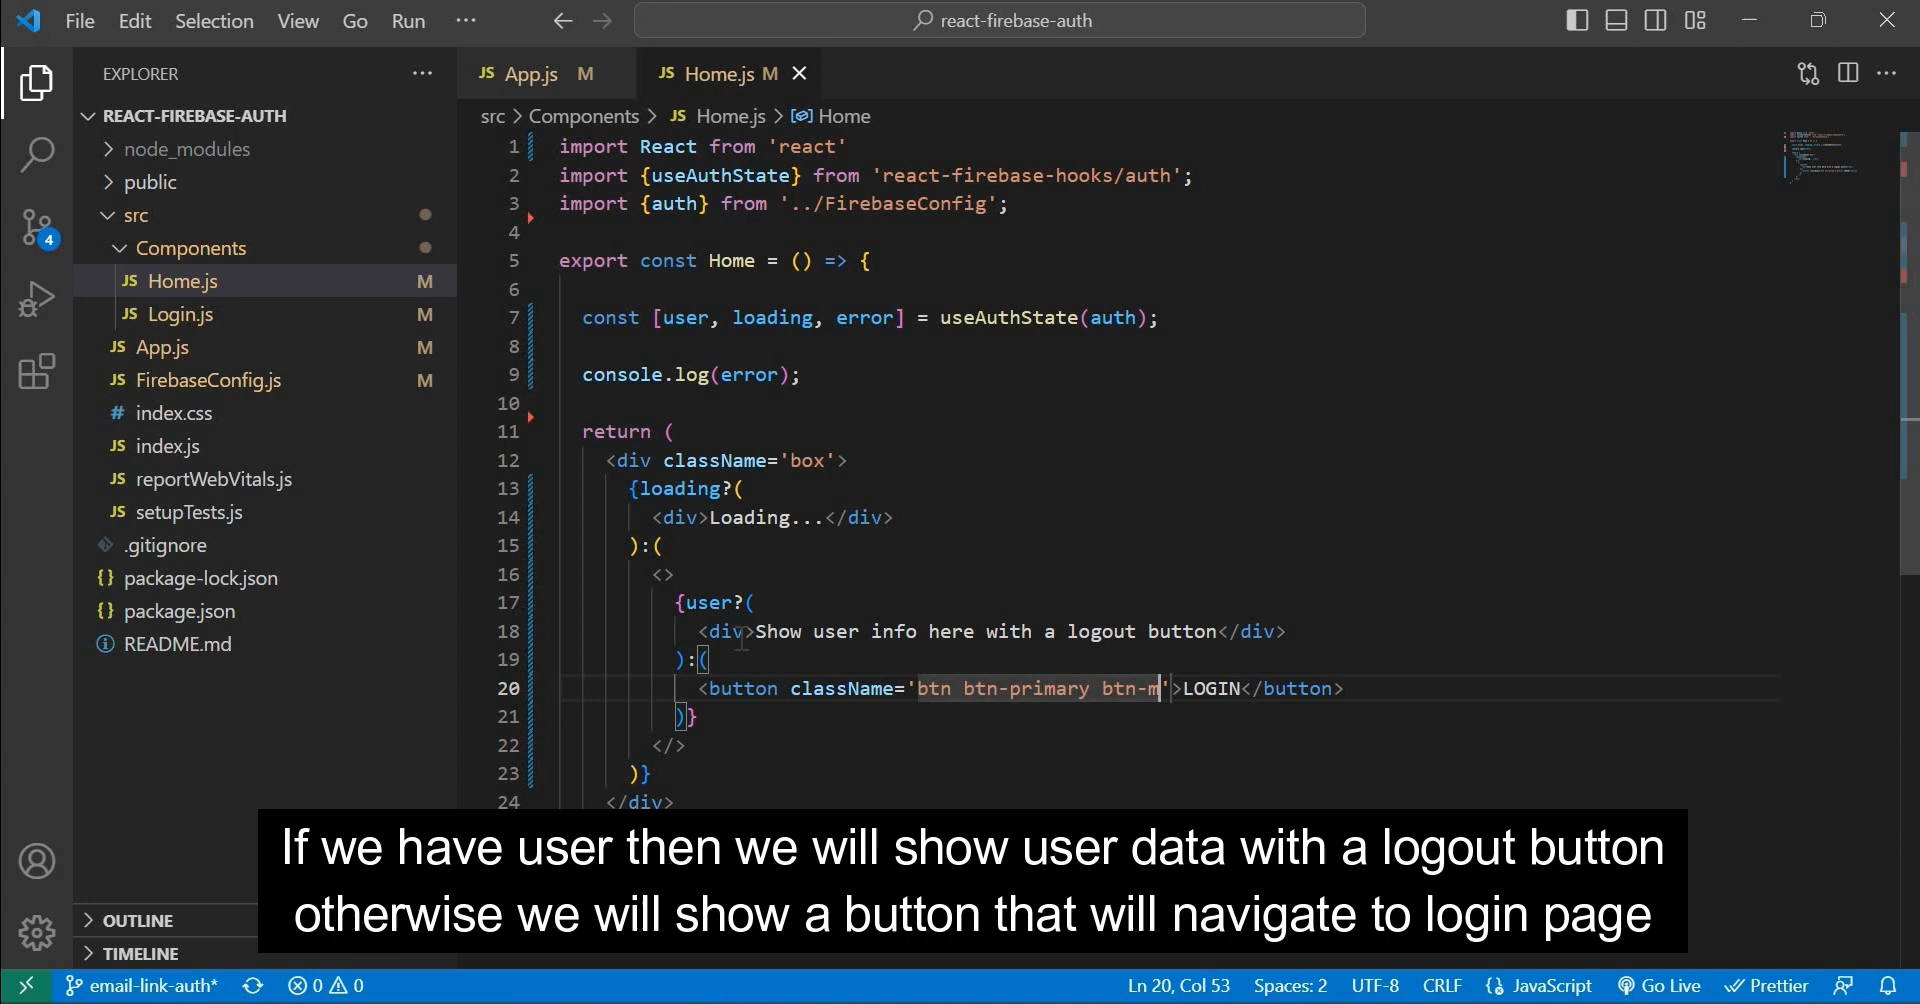 File Edit Selection View Go Run ··· react-firebase-auth
EXPLORER ···
JS App.js M
JS Home.js M
REACT-FIREBASE-AUTH
node_modules
public
src
Components
JS Home.js M
JS Login.js M
JS App.js M
JS FirebaseConfig.js M
# index.css
JS index.js
JS reportWebVitals.js
JS setupTests.js
.gitignore
{} package-lock.json
{} package.json
README.md
OUTLINE
TIMELINE
4
src > Components > JS Home.js > Home
1 import React from 'react'
2 import {useAuthState} from 'react-firebase-hooks/auth';
3 import {auth} from '../FirebaseConfig';
4
5 export const Home = () => {
6
7 const [user, loading, error] = useAuthState(auth);
8
9 console.log(error);
10
11 return (
12 <div className='box'>
13 {loading?(
14 <div>Loading...</div>
15 ):(
16 <>
17 {user?(
18 <div>Show user info here with a logout button</div>
19 ):(
20 <button className='btn btn-primary btn-m'>LOGIN</button>
21 )}
22 </>
23 )}
24 </div>
If we have user then we will show user data with a logout button
otherwise we will show a button that will navigate to login page
email-link-auth* 0 0 Ln 20, Col 53 Spaces: 2 UTF-8 CRLF {} JavaScript Go Live Prettier